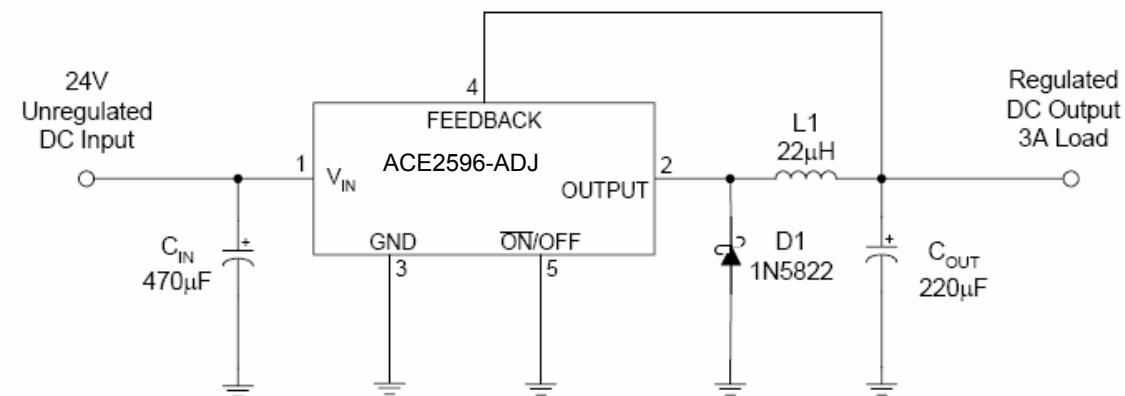 24V
Unregulated
DC Input
4
FEEDBACK
ACE2596-ADJ
1
V_IN
2
OUTPUT
GND
ON/OFF
3
5
C_IN
470μF
L1
22μH
Regulated
DC Output
3A Load
D1
1N5822
+
+
C_OUT
220μF